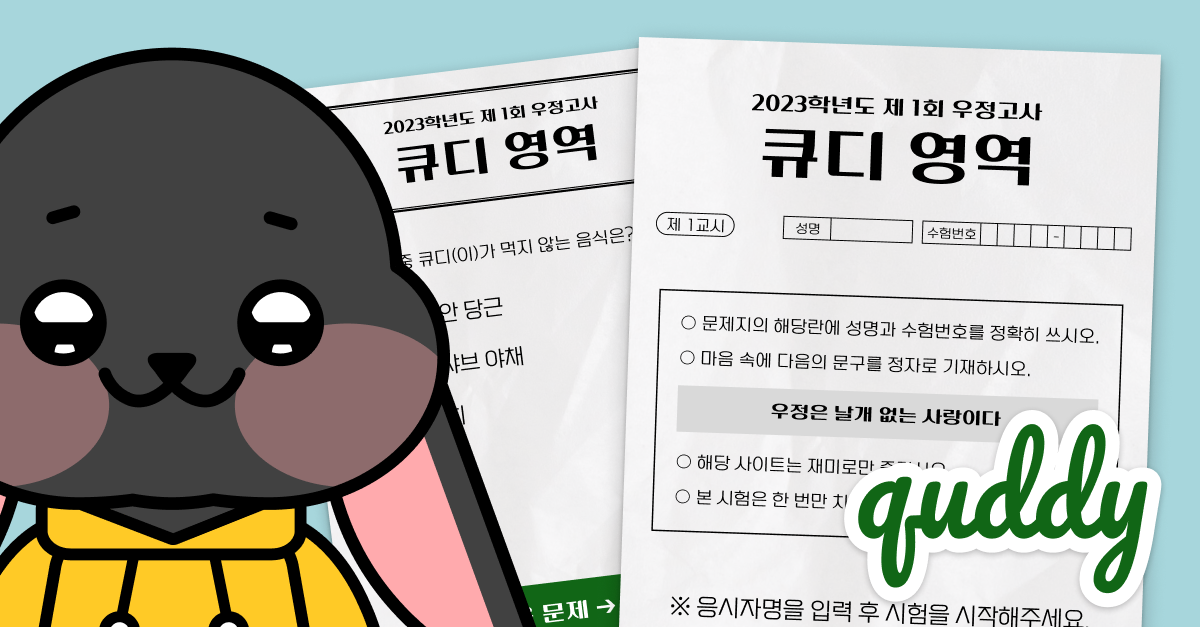 2023학년도 제 1회 우정고사
큐디 영역
중 큐디(이)가 먹지 않는 음식은?
안 당근
샤브 야채
문제 →
2023학년도 제 1회 우정고사
큐디 영역
제 1교시
성명
수험번호
-
○ 문제지의 해당란에 성명과 수험번호를 정확히 쓰시오.
○ 마음 속에 다음의 문구를 정자로 기재하시오.
우정은 날개 없는 사랑이다
○ 해당 사이트는 재미로만
○ 본 시험은 한 번만
※ 응시자명을 입력 후 시험을 시작해주세요.
quddy